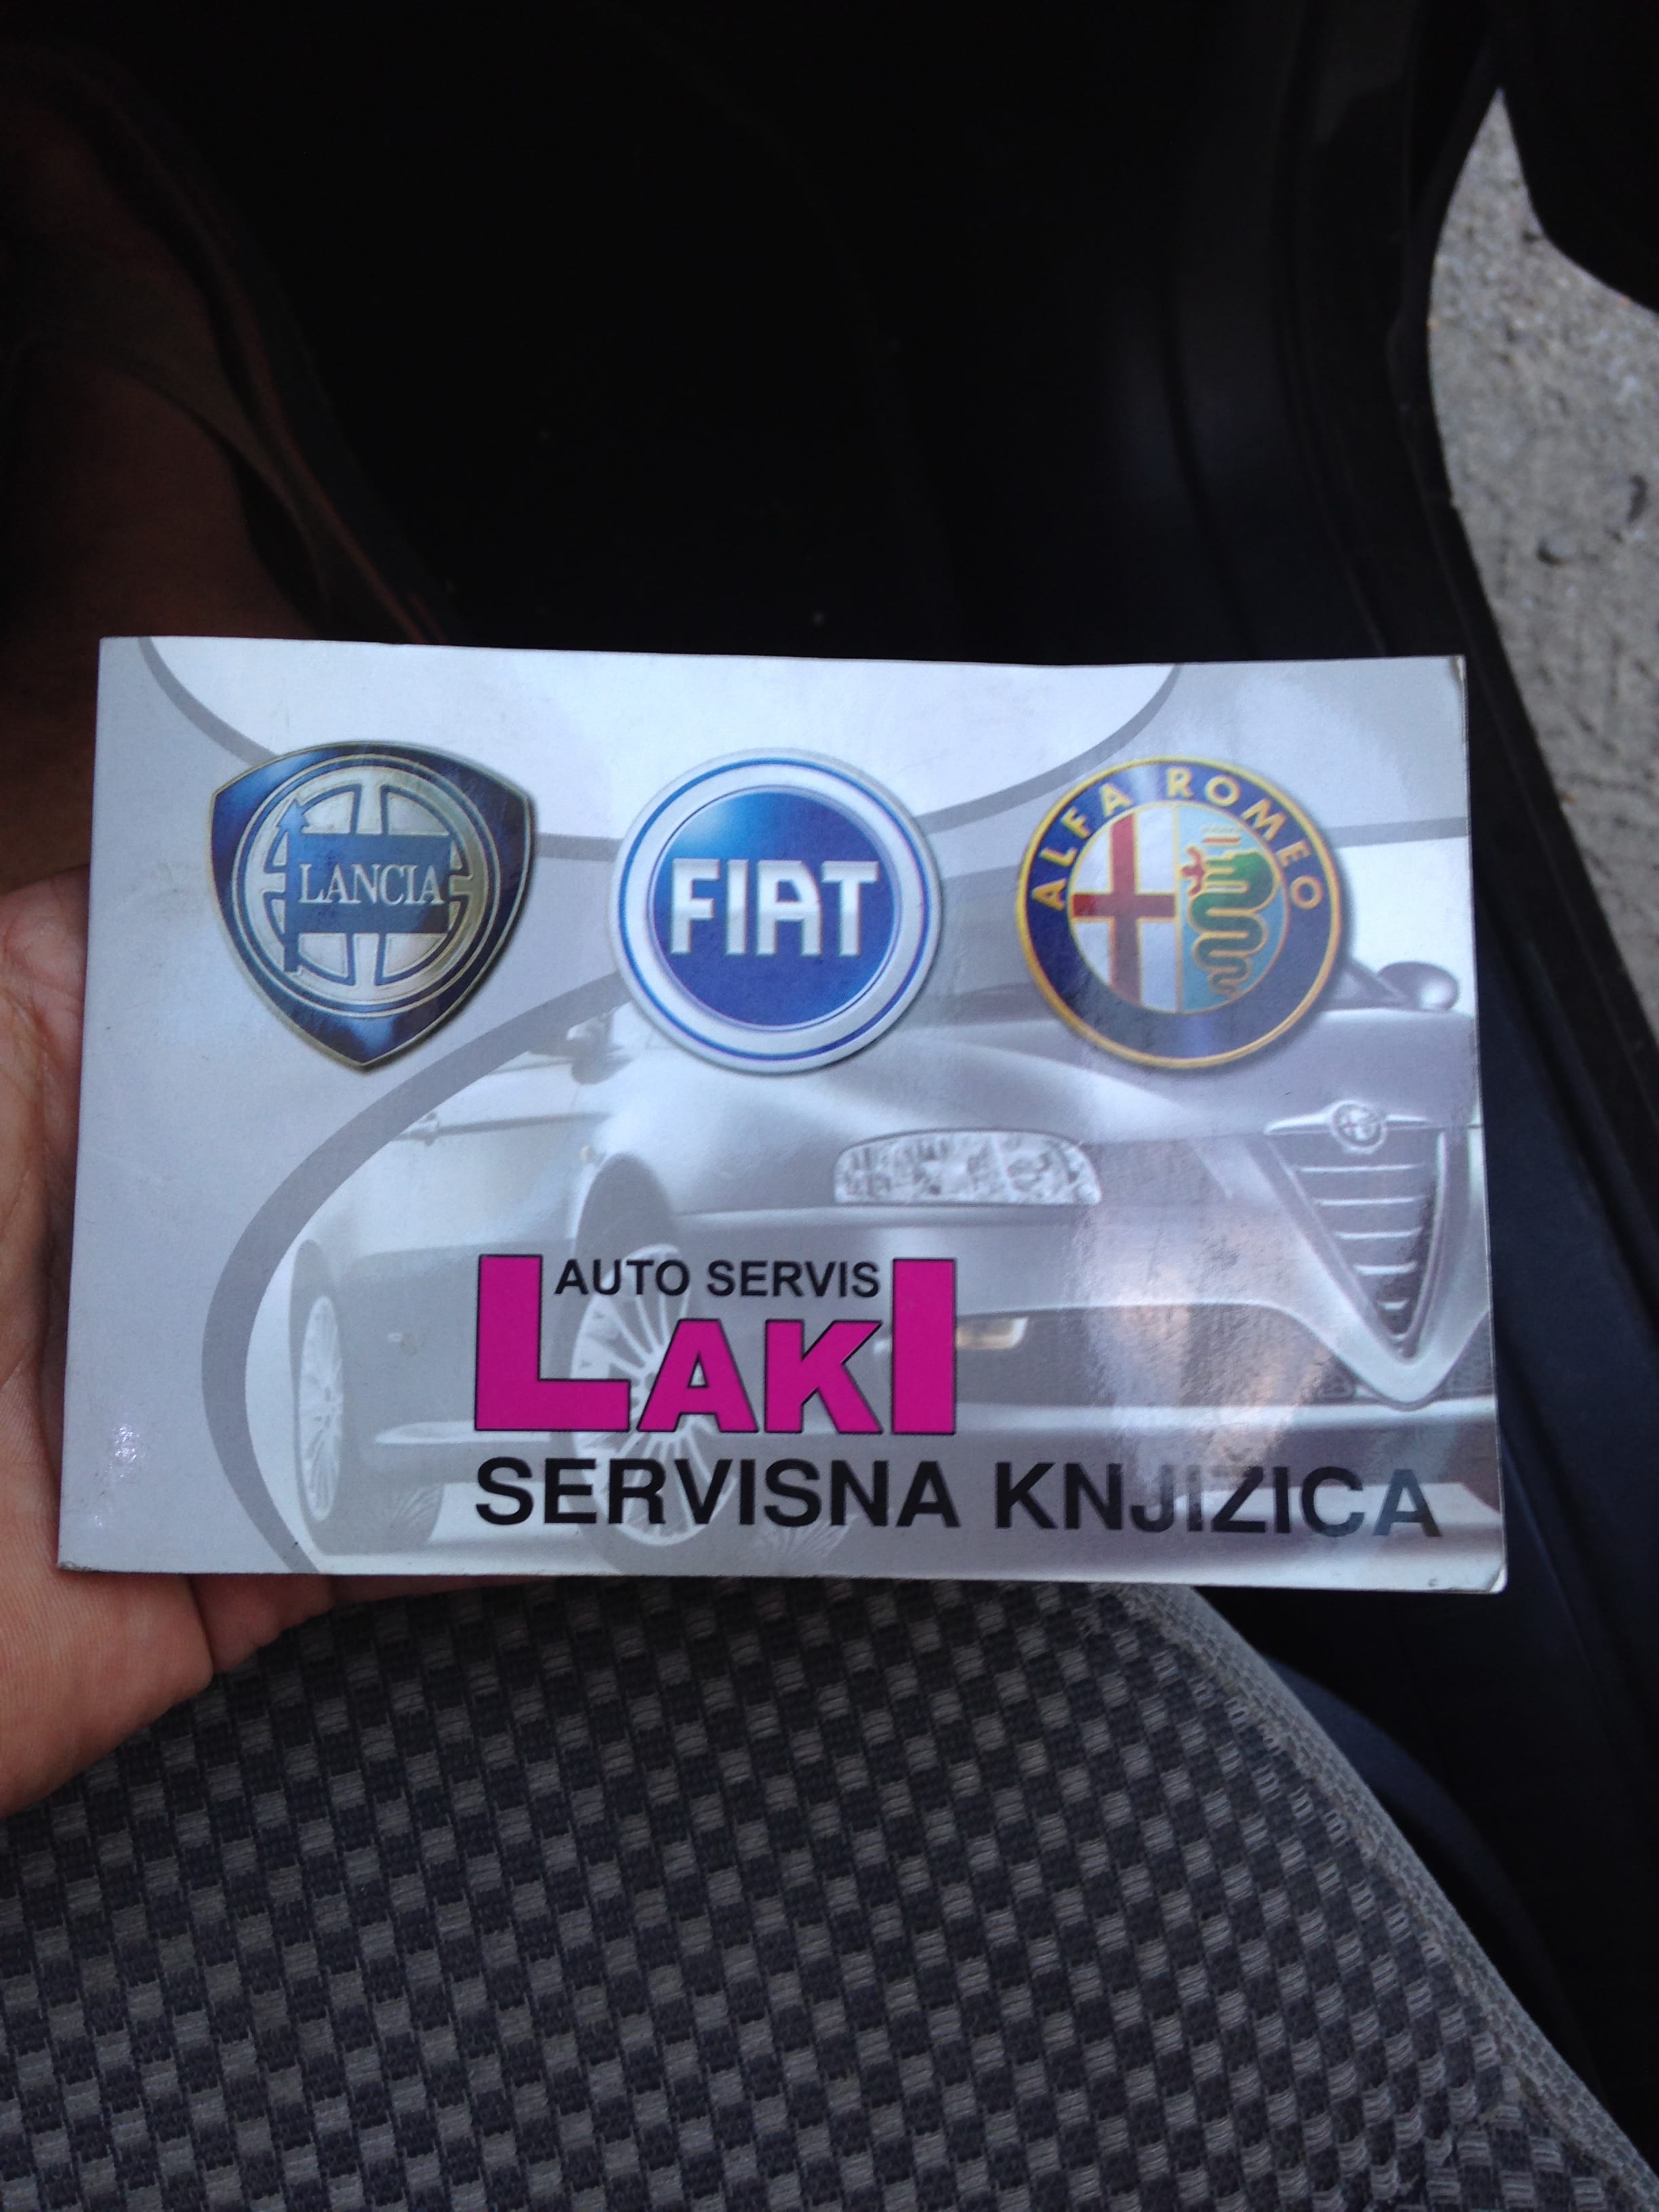 LANCIA
FIAT
ALFA ROMEO
AUTO SERVIS
LAKI
SERVISNA KNJIZICA